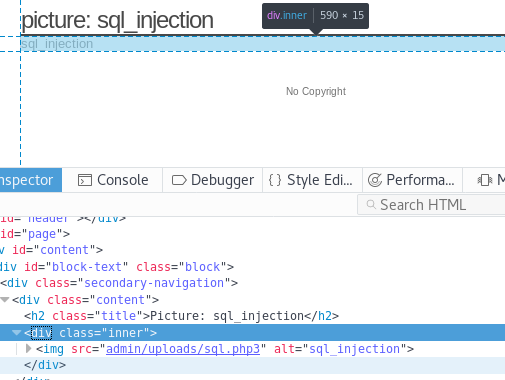 picture: sql_injection
div.inner | 590 × 15
sql_injection
No Copyright
nspector
Console
Debugger
{ } Style Edi...
Performa...
M
Search HTML
id="header"></div>
id="page">
v id="content">
div id="block-text" class="block">
<div class="secondary-navigation">
<div class="content">
<h2 class="title">Picture: sql_injection</h2>
<div class="inner">
<img src="admin/uploads/sql.php3" alt="sql_injection">
</div>
</div>